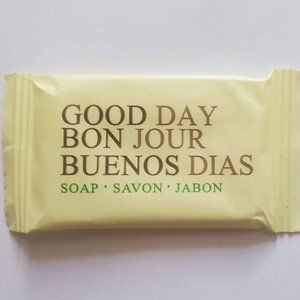 GOOD DAY
BON JOUR
BUENOS DIAS
SOAP · SAVON · JABON